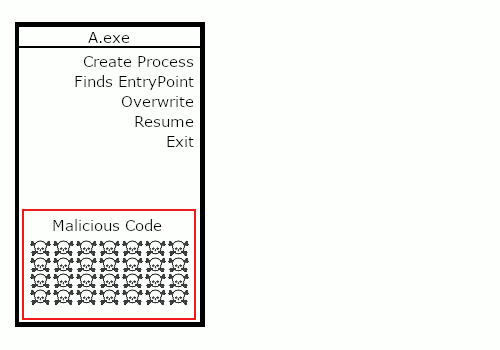 A.exe
Create Process
Finds EntryPoint
Overwrite
Resume
Exit
Malicious Code